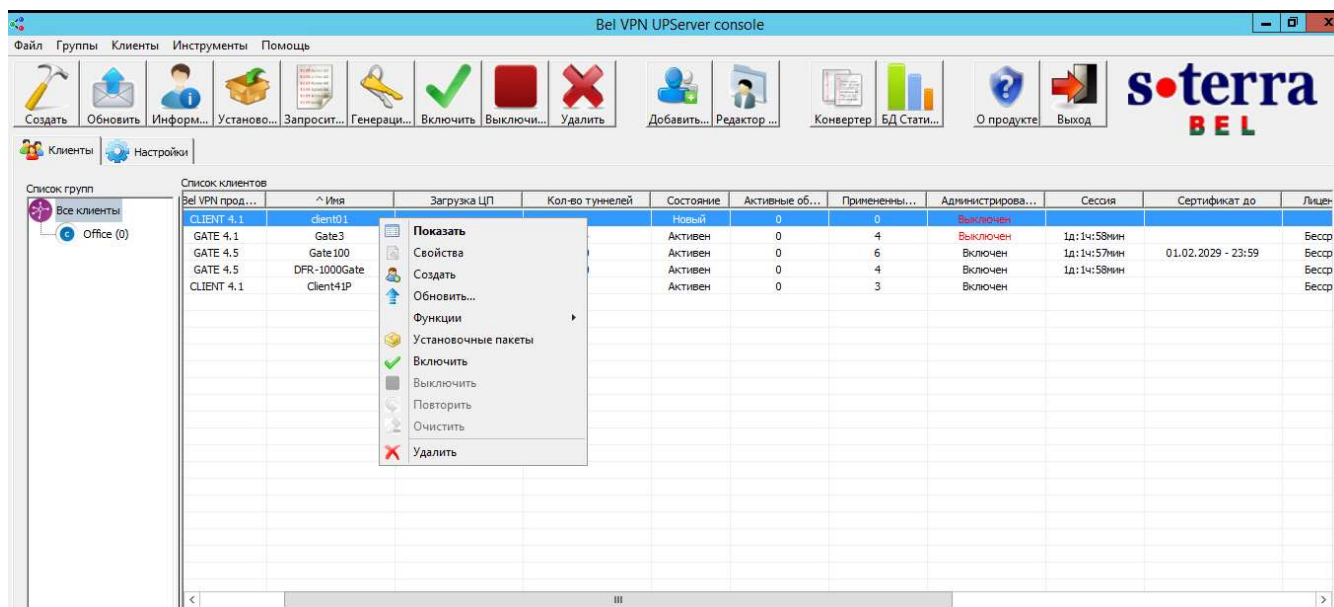 Bel VPN UPServer console
Файл Группы Клиенты Инструменты Помощь
Создать Обновить Информ... Установо... Запросит... Генераци... Включить Выключи... Удалить Добавить... Редактор ... Конвертер БД Стати... О продукте Выход
s•terra
BEL
Клиенты Настройки
Список групп
Все клиенты
Office (0)
Список клиентов
Bel VPN прод... ^ Имя Загрузка ЦП Кол-во туннелей Состояние Активные об... Примененны... Администрирова... Сессия Сертификат до Лицен
CLIENT 4.1 client01 Новый 0 0 Выключен
GATE 4.1 Gate3 Активен 0 4 Выключен 1д:1ч:58мин Бесср
GATE 4.5 Gate100 Активен 0 6 Включен 1д:1ч:57мин 01.02.2029 - 23:59 Бесср
GATE 4.5 DFR-1000Gate Активен 0 4 Включен 1д:1ч:58мин Бесср
CLIENT 4.1 Client41P Активен 0 3 Включен Бесср
Показать
Свойства
Создать
Обновить...
Функции
Установочные пакеты
Включить
Выключить
Повторить
Очистить
Удалить